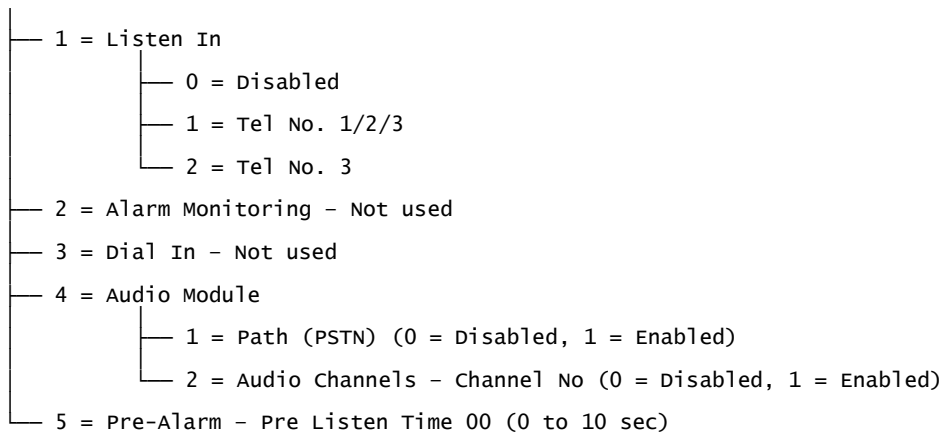 1 = Listen In
0 = Disabled
1 = Tel No. 1/2/3
2 = Tel No. 3
2 = Alarm Monitoring – Not used
3 = Dial In – Not used
4 = Audio Module
1 = Path (PSTN) (0 = Disabled, 1 = Enabled)
2 = Audio Channels – Channel No (0 = Disabled, 1 = Enabled)
5 = Pre-Alarm – Pre Listen Time 00 (0 to 10 sec)